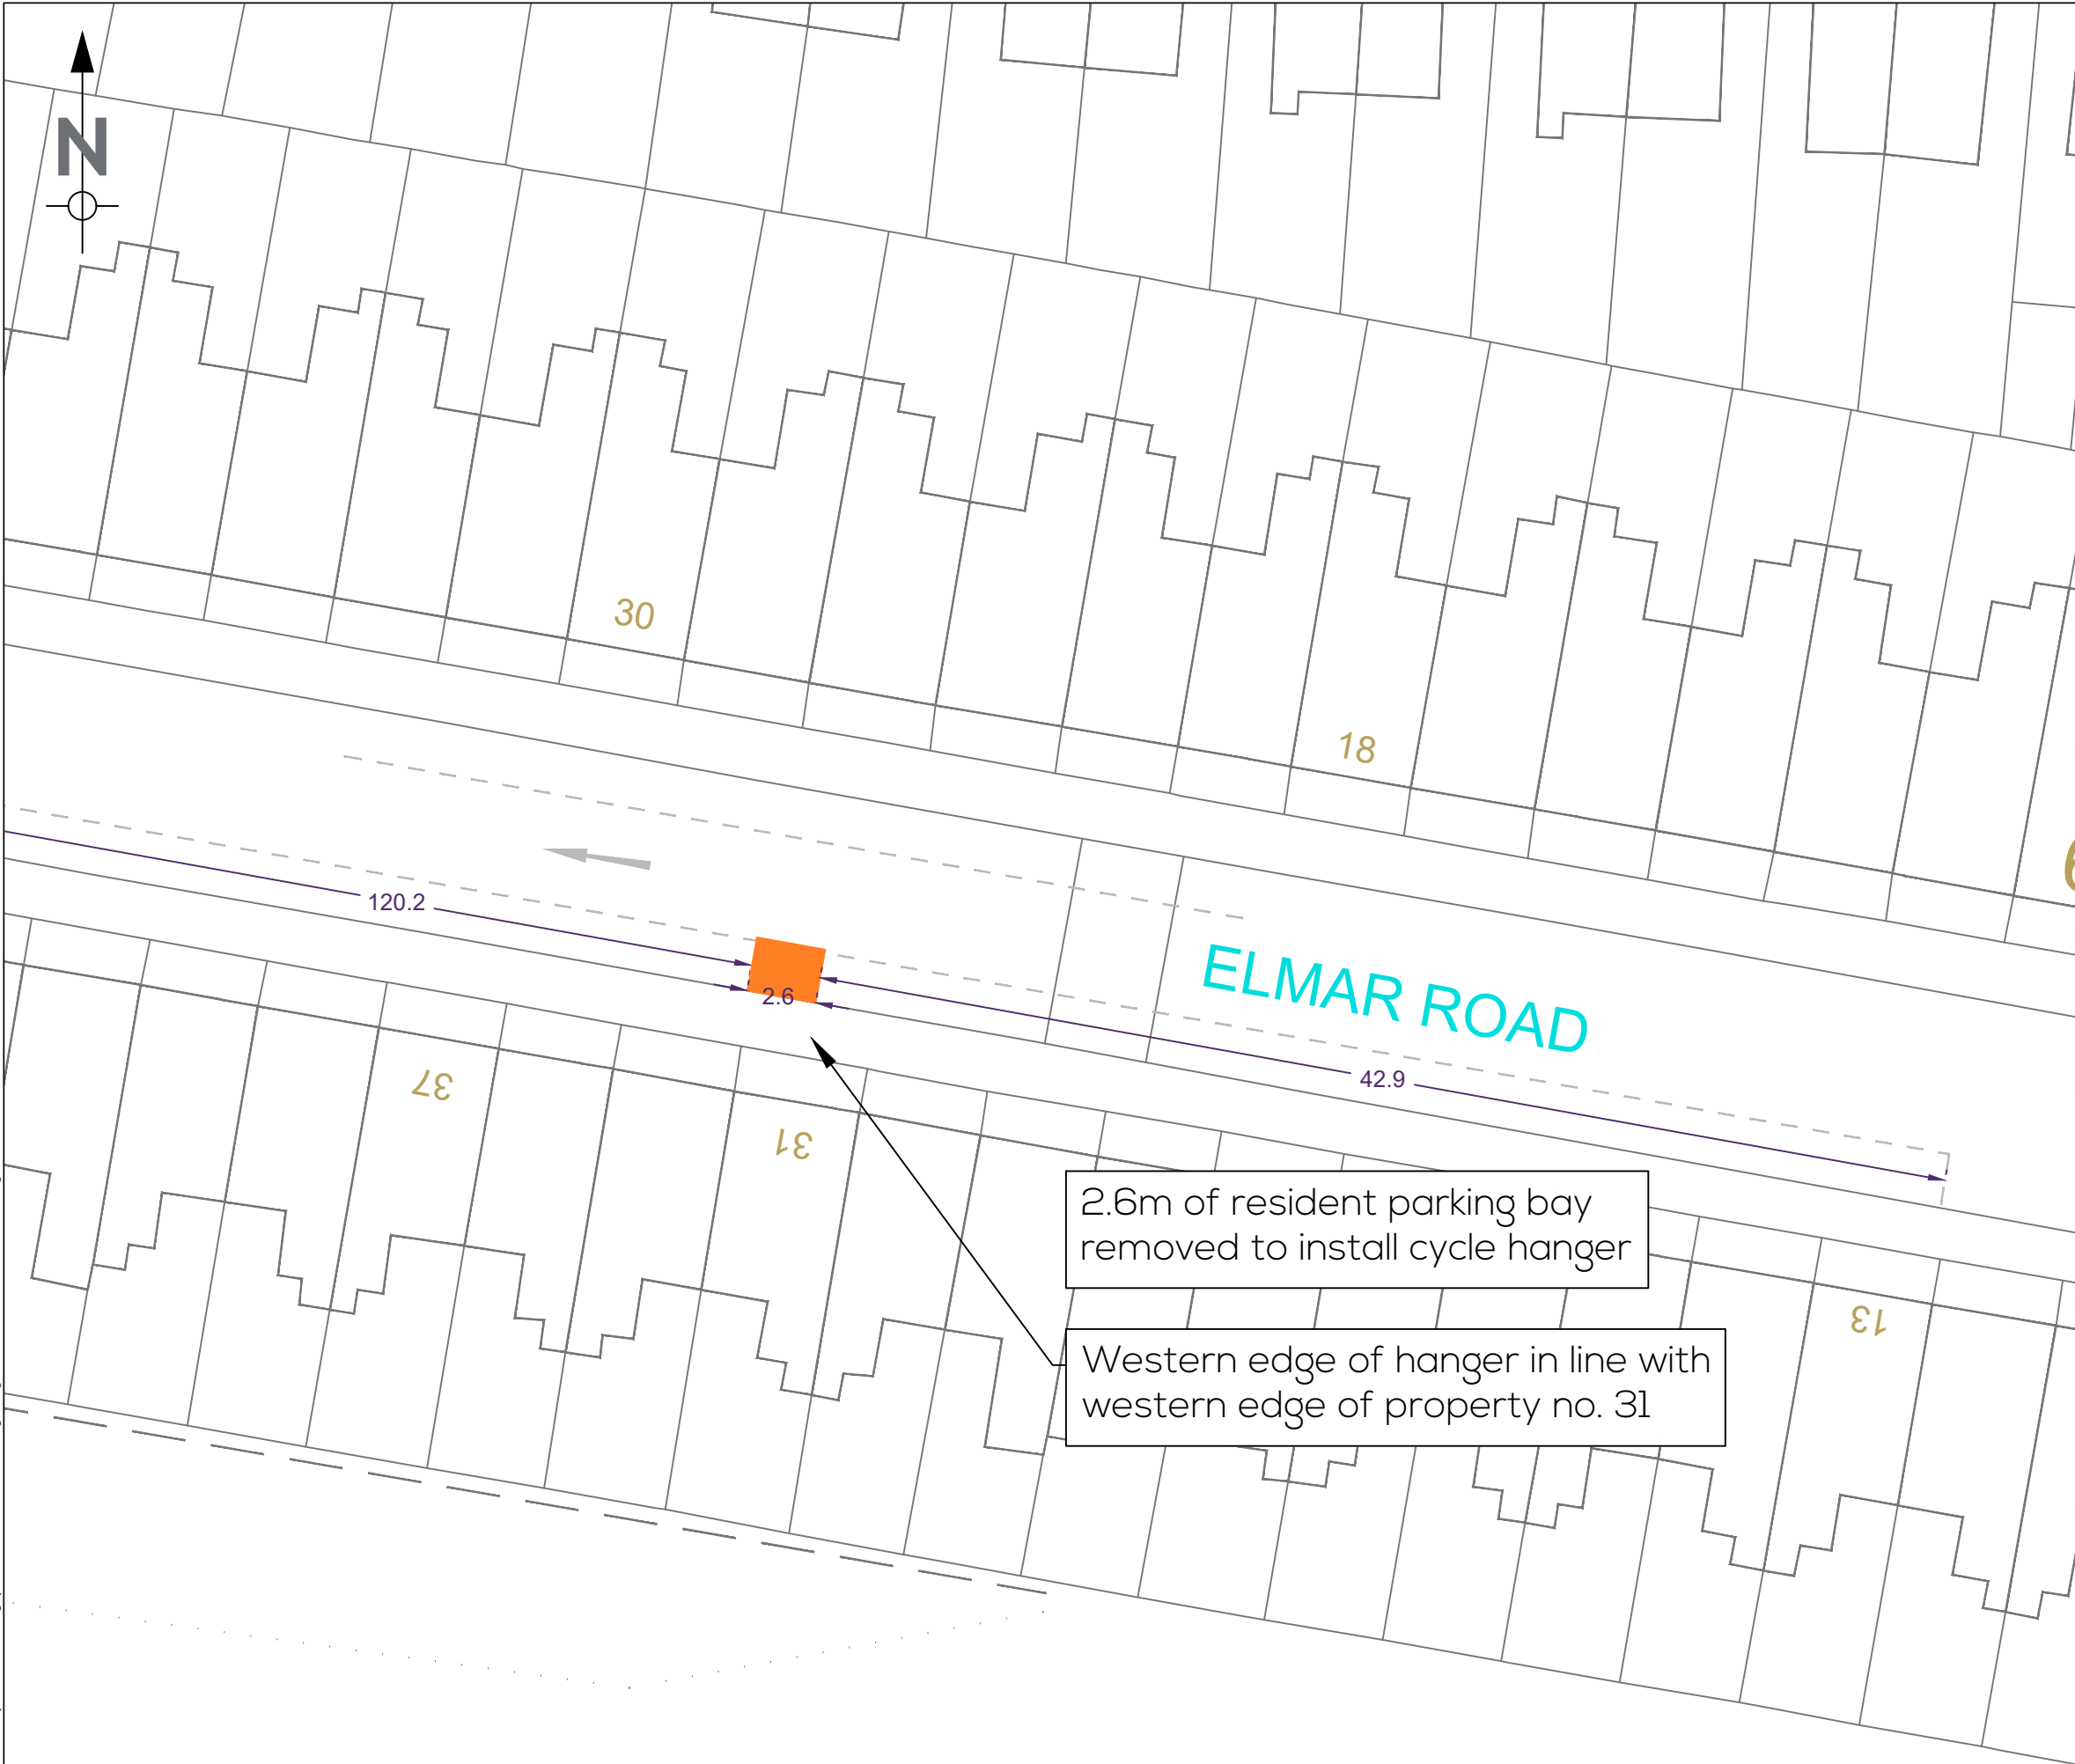 N
30
18
120.2
2.6
ELMAR ROAD
42.9
37
31
2.6m of resident parking bay
removed to install cycle hanger
13
Western edge of hanger in line with
western edge of property no. 31